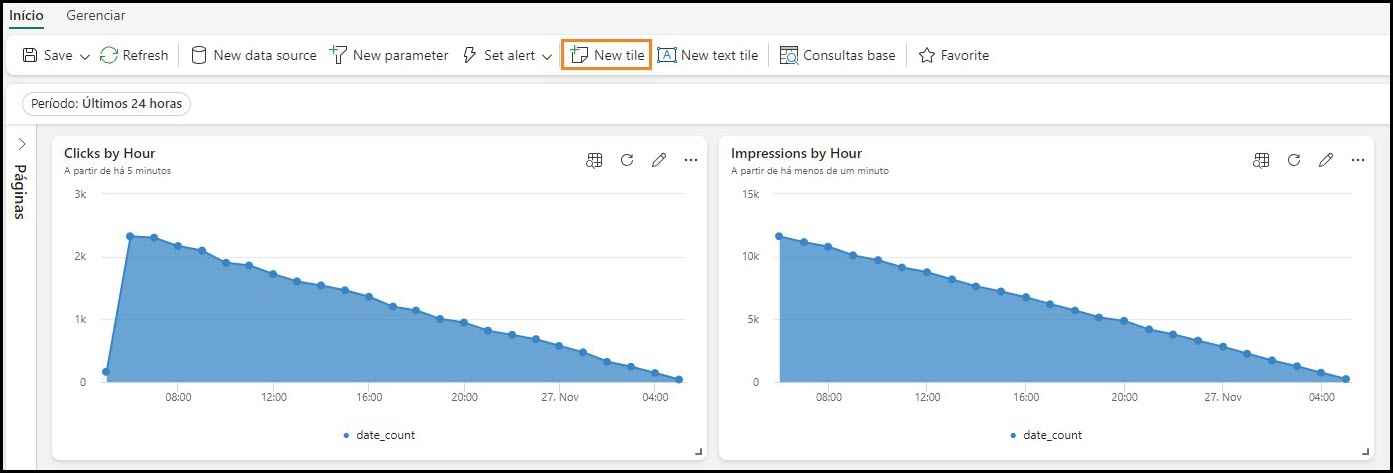 Início Gerenciar
Save Refresh New data source New parameter Set alert New tile New text tile Consultas base Favorite
Período: Últimos 24 horas
Páginas
Clicks by Hour
A partir de há 5 minutos
3k
2k
1k
0
08:00 12:00 16:00 20:00 27. Nov 04:00
date_count
Impressions by Hour
A partir de há menos de um minuto
15k
10k
5k
0
08:00 12:00 16:00 20:00 27. Nov 04:00
date_count